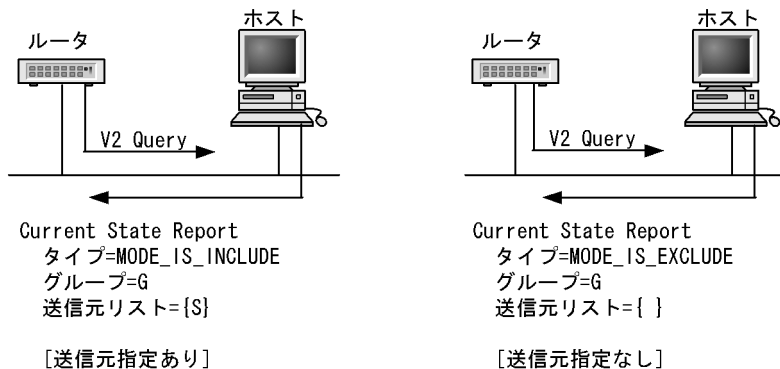 ホスト
ルータ
V2 Query
Current State Report
タイプ=MODE_IS_INCLUDE
グループ=G
送信元リスト={S}
[送信元指定あり]
ホスト
ルータ
V2 Query
Current State Report
タイプ=MODE_IS_EXCLUDE
グループ=G
送信元リスト={ }
[送信元指定なし]